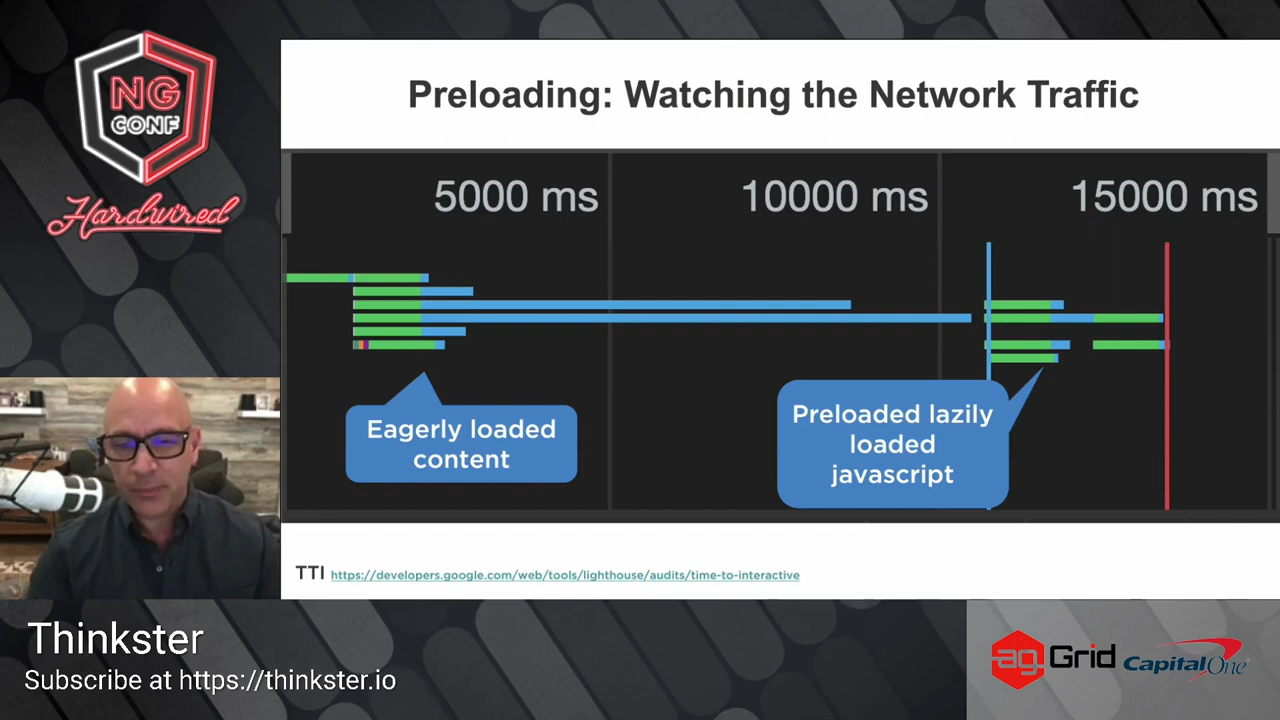 NG
CONF
Hardwired
Preloading: Watching the Network Traffic
5000 ms
10000 ms
15000 ms
Eagerly loaded
content
Preloaded lazily
loaded
javascript
TTI https://developers.google.com/web/tools/lighthouse/audits/time-to-interactive
Thinkster
Subscribe at https://thinkster.io
ag Grid
Capital One